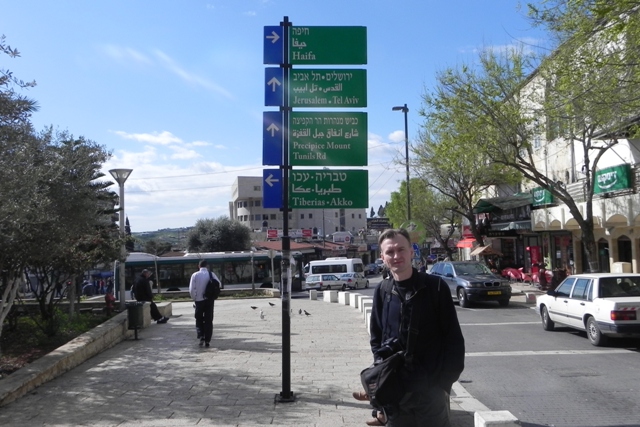 חיפה
حيفا
Haifa
ירושלים • תל אביב
القدس • تل ابيب
Jerusalem • Tel Aviv
כביש מנהרות הר הקפיצה
شارع انفاق جبل القفزة
Precipice Mount
Tunnls Rd.
טבריה • עכו
طبريا • عكا
Tiberias • Akko